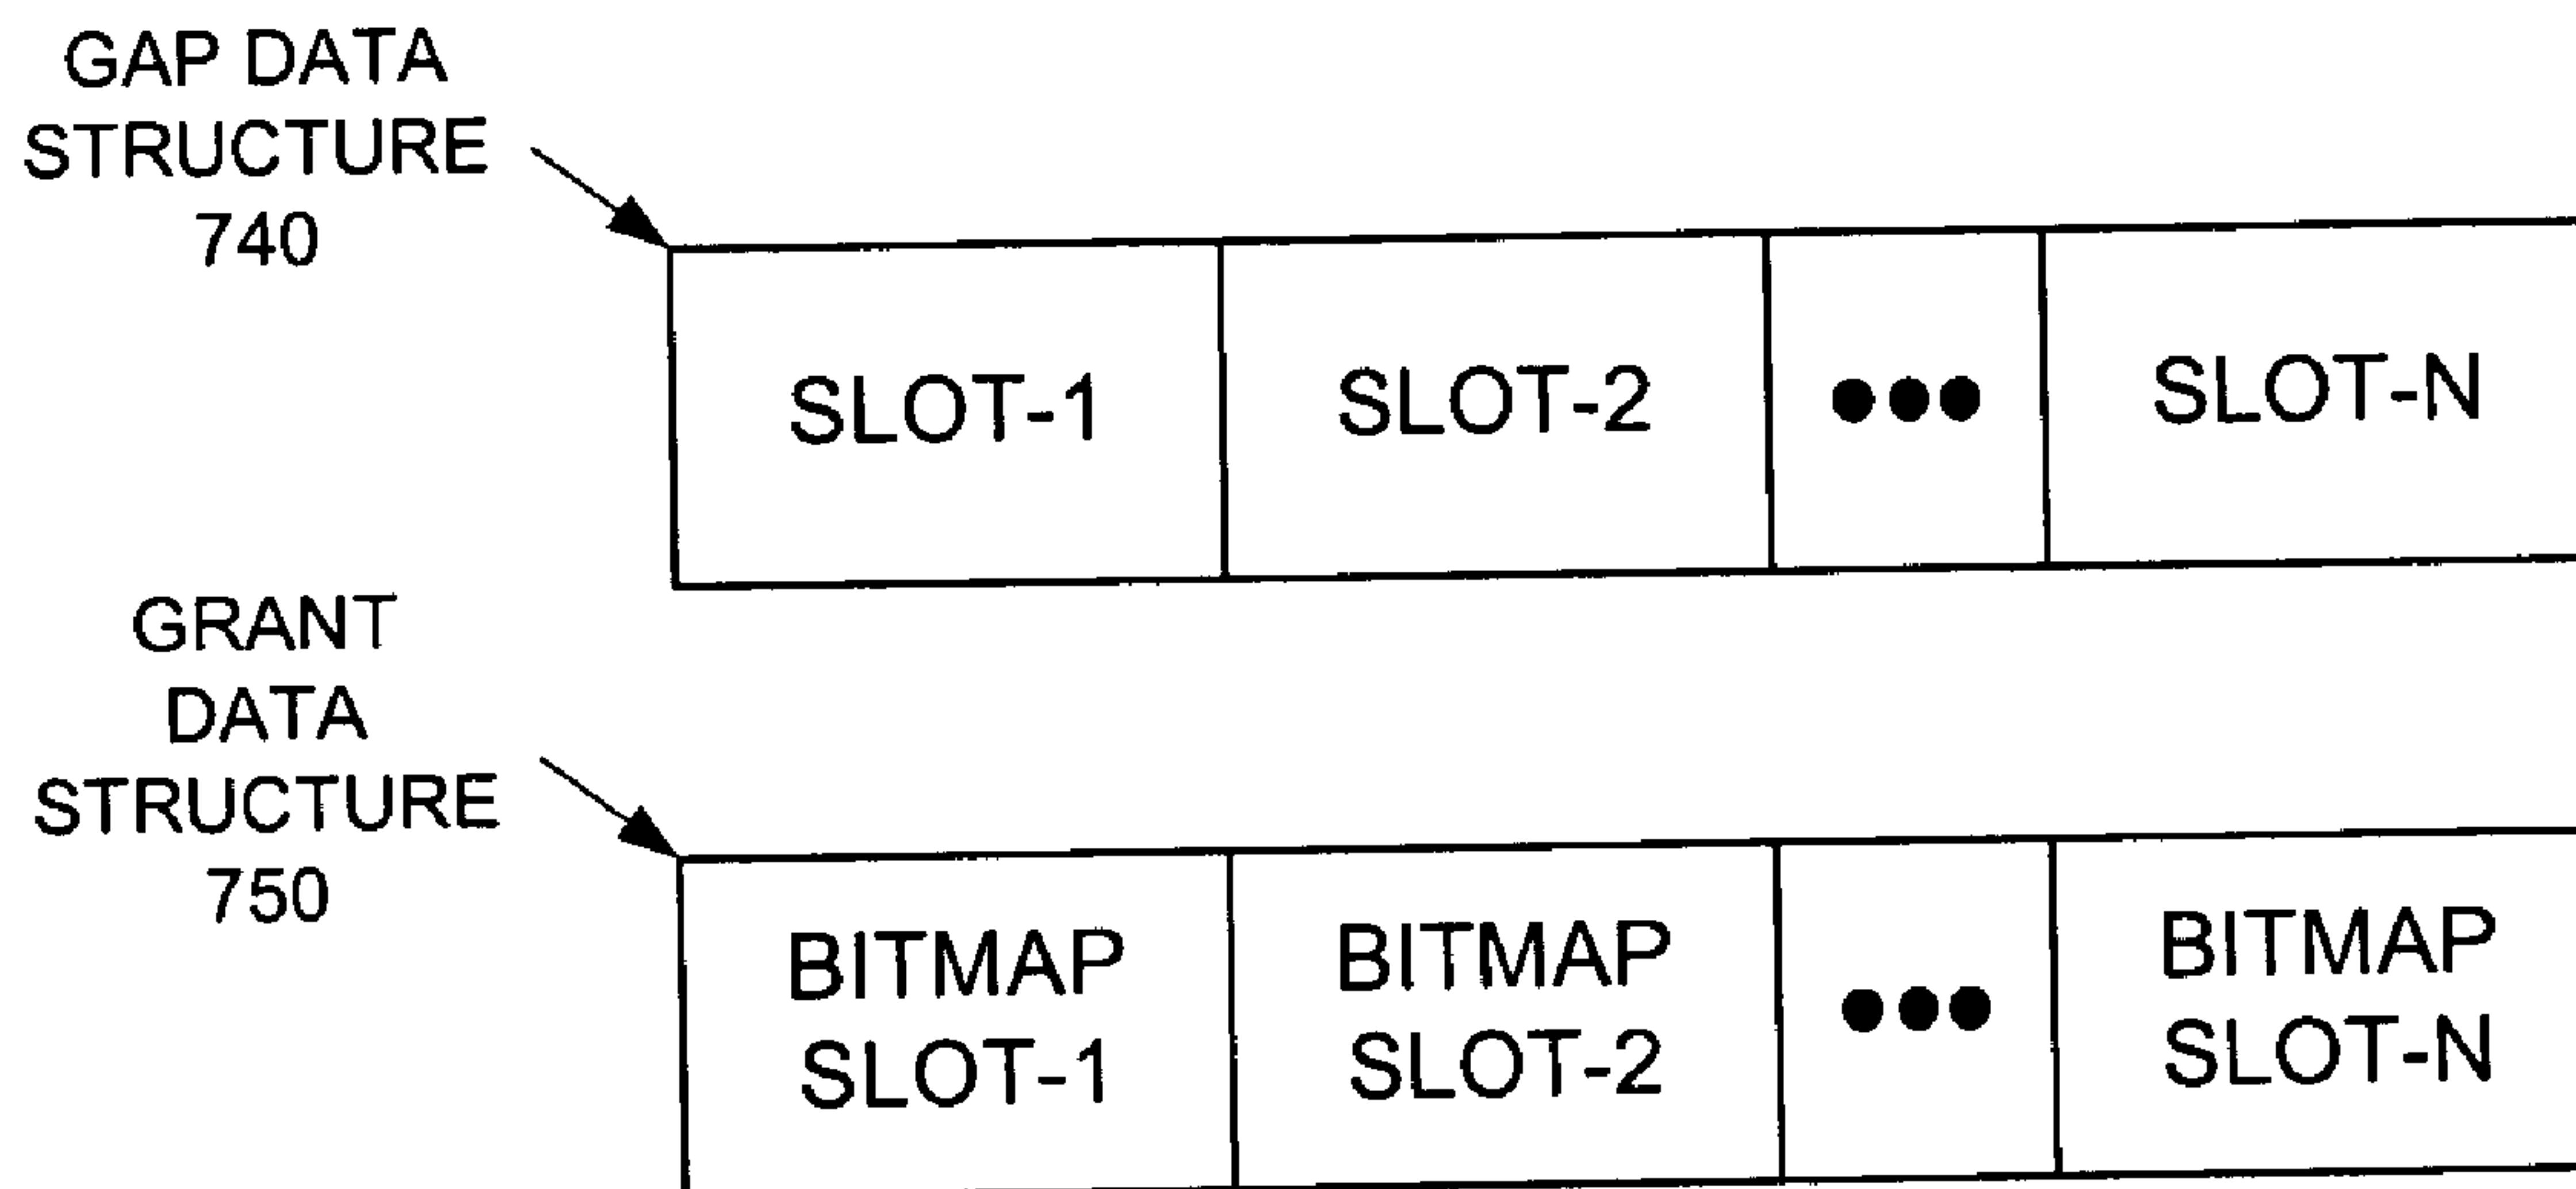 GAP DATA
STRUCTURE
740
SLOT-1
SLOT-2
SLOT-N
GRANT
DATA
STRUCTURE
750
BITMAP
SLOT-1
BITMAP
SLOT-2
BITMAP
SLOT-N